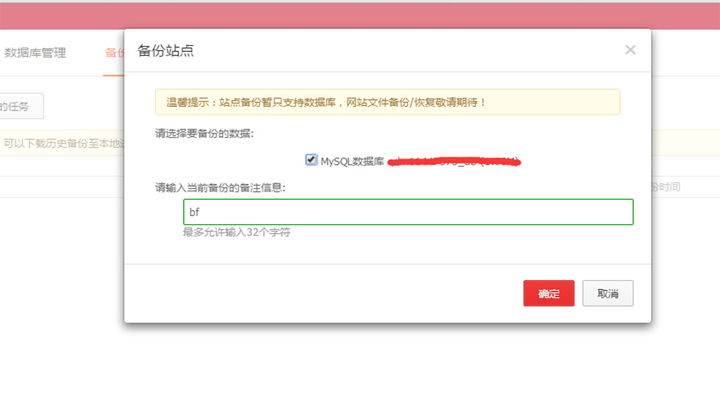 数据库管理
备份站点
的任务
温馨提示：站点备份暂只支持数据库，网站文件备份/恢复敬请期待！
可以下载历史备份至本地
请选择要备份的数据:
MySQL数据库
份时间
请输入当前备份的备注信息:
bf
最多允许输入32个字符
确定
取消